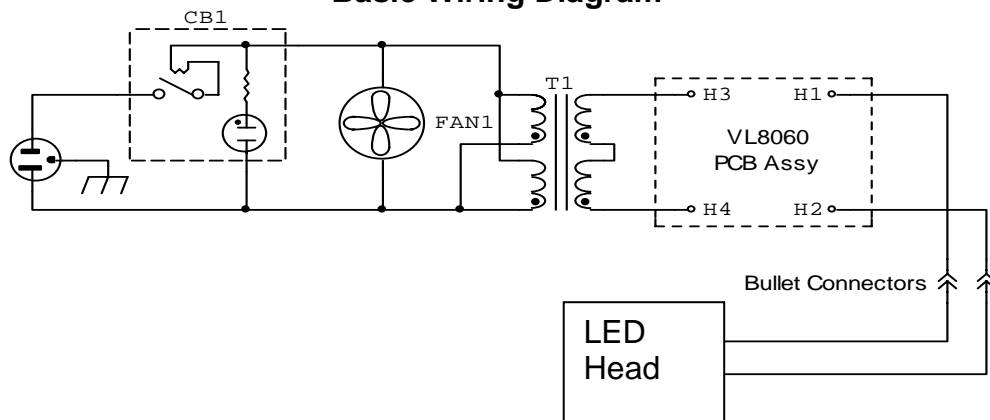 Basic Wiring Diagram
CB1
T1
FAN1
H3 H1
VL8060
PCB Assy
H4 H2
Bullet Connectors
LED
Head